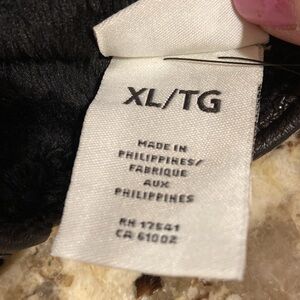 XL/TG
MADE IN
PHILIPPINES/
FABRIQUE
AUX
PHILIPPINES
RN 17541
CA 61002